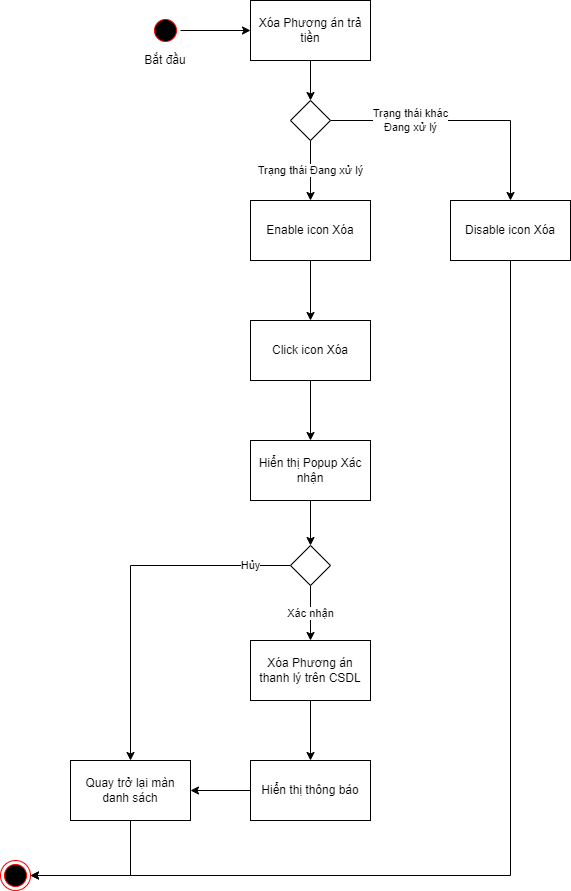 Xóa Phương án trả
tiền
Bắt đầu
Trạng thái khác
Đang xử lý
Trạng thái Đang xử lý
Enable icon Xóa
Disable icon Xóa
Click icon Xóa
Hiển thị Popup Xác
nhận
Hủy
Xác nhận
Xóa Phương án
thanh lý trên CSDL
Quay trở lại màn
danh sách
Hiển thị thông báo